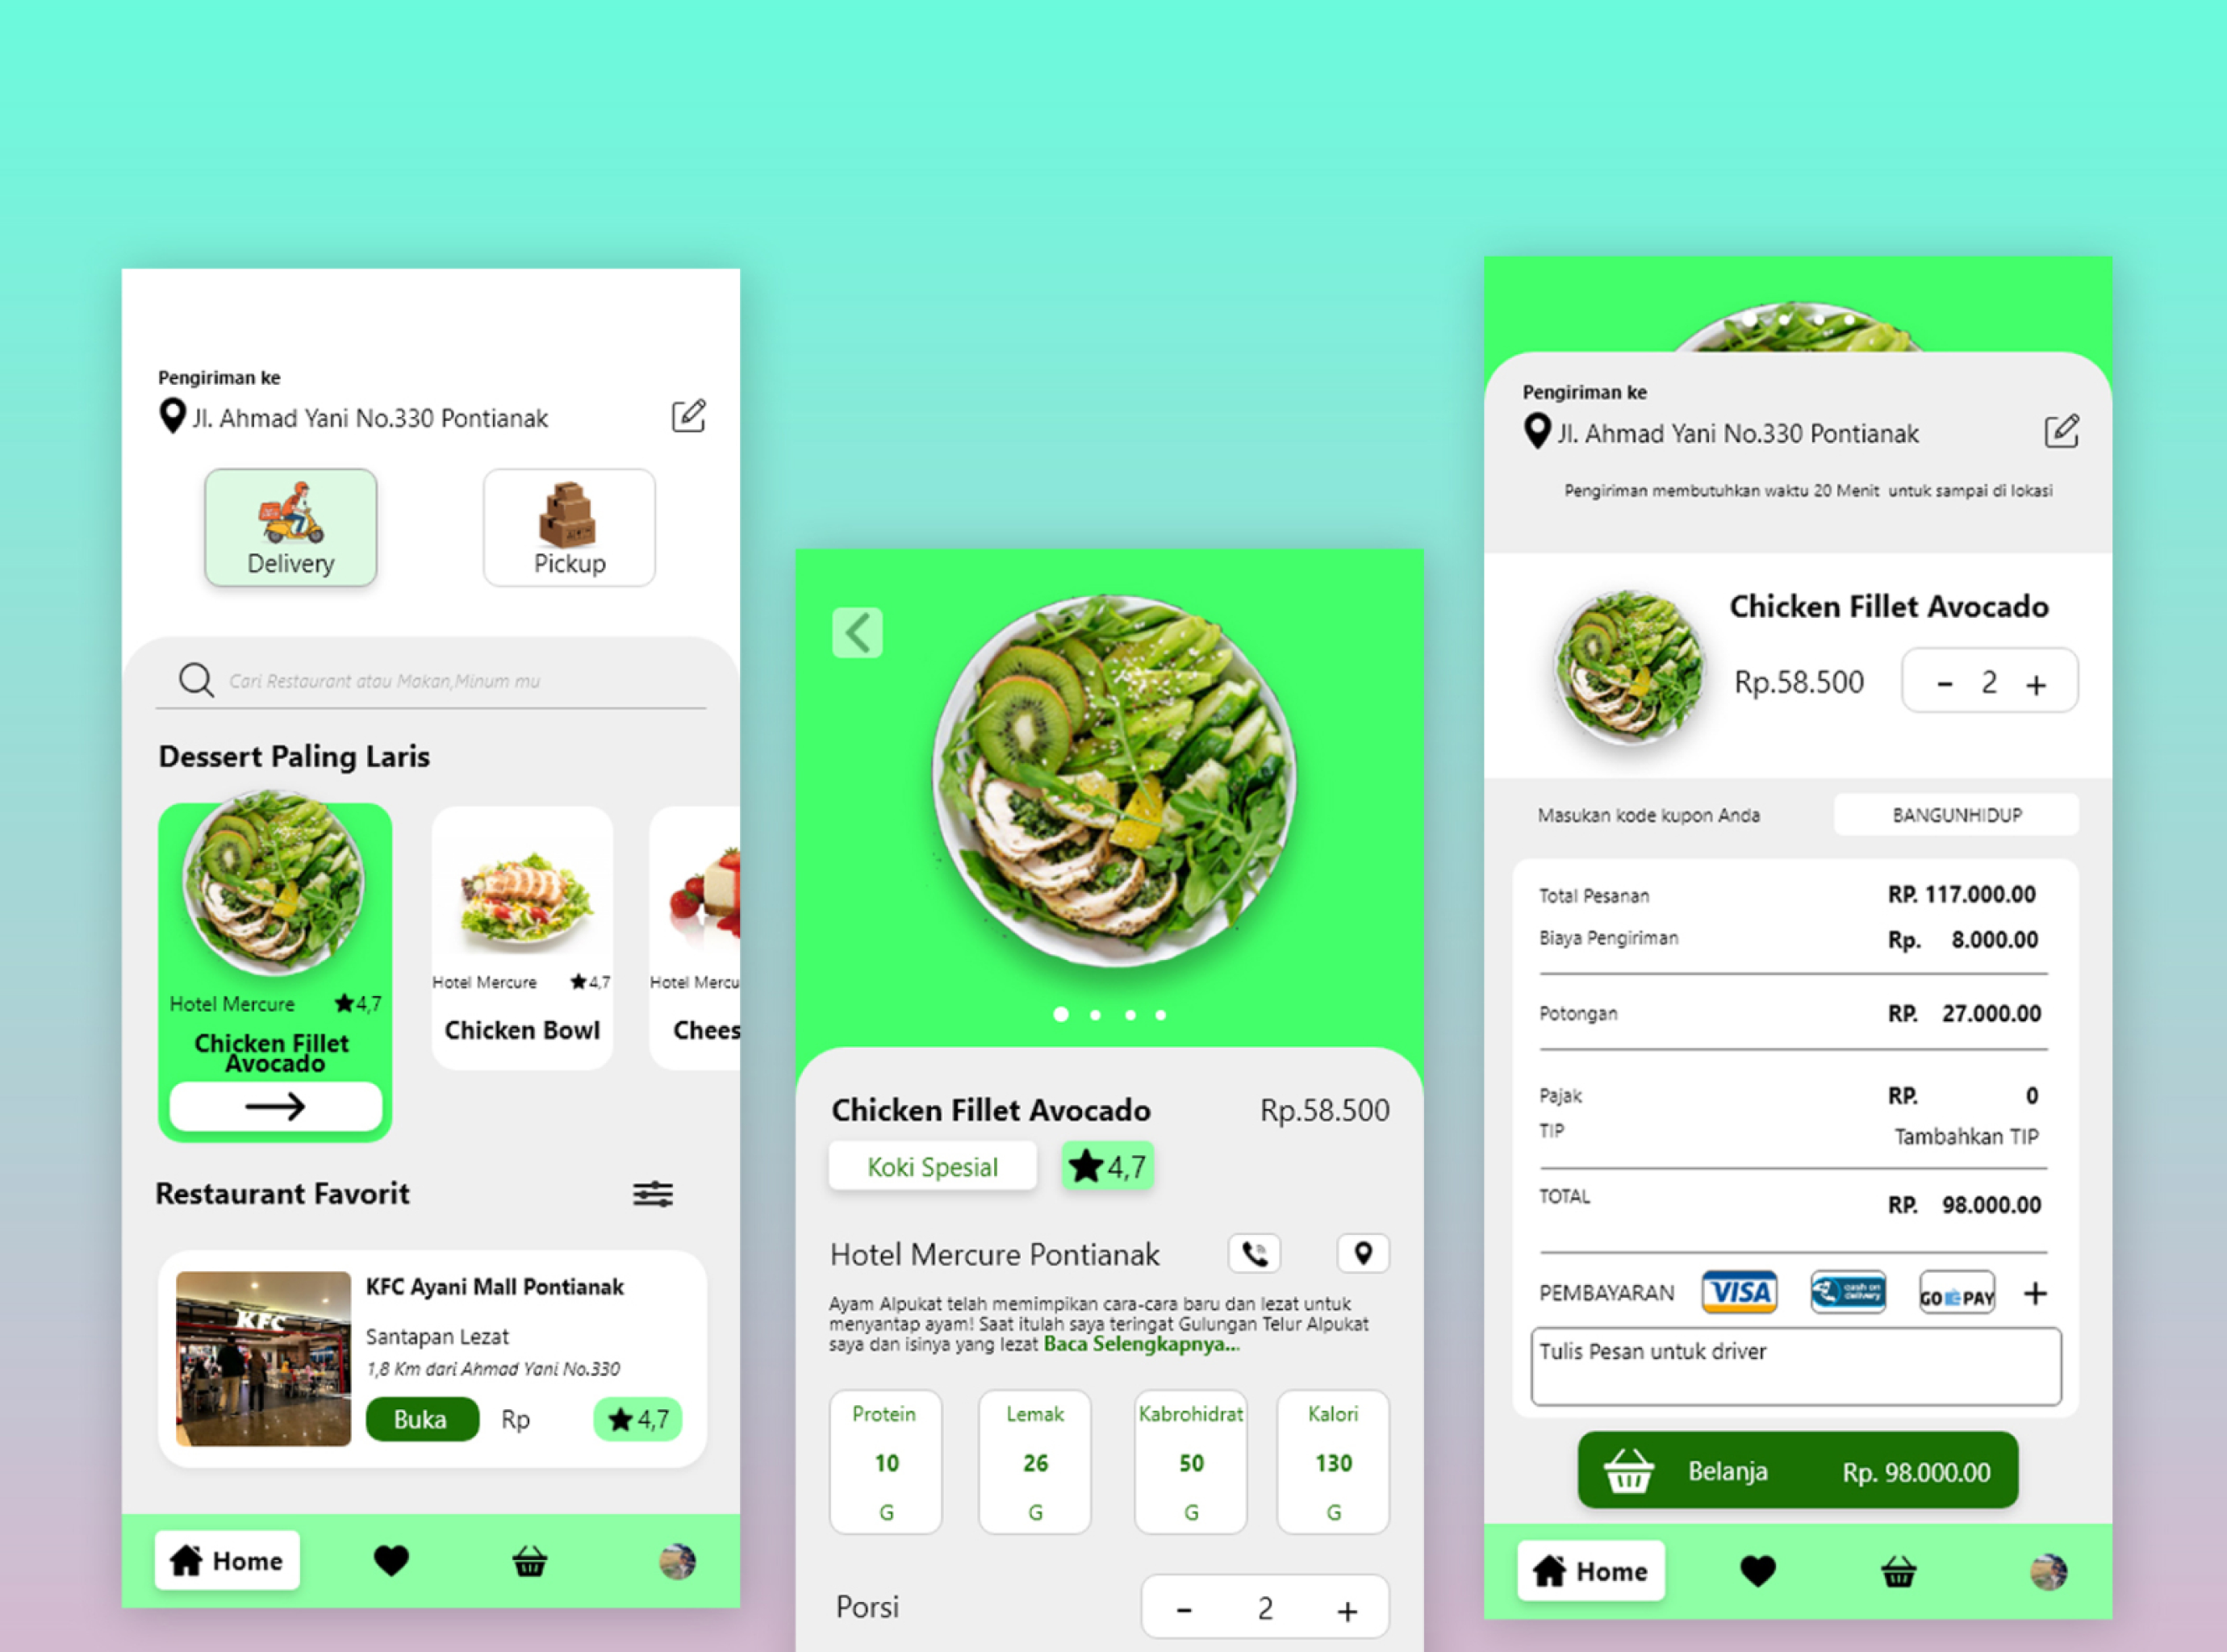 Pengiriman ke
Jl. Ahmad Yani No.330 Pontianak
Delivery
Pickup
Cari Restaurant atau Makan,Minum mu
Dessert Paling Laris
Hotel Mercure 4,7
Chicken Fillet
Avocado
Hotel Mercure 4,7
Chicken Bowl
Hotel Mercu
Chees
Restaurant Favorit
KFC
KFC Ayani Mall Pontianak
Santapan Lezat
1,8 Km dari Ahmad Yani No.330
Buka Rp 4,7
Home
Chicken Fillet Avocado Rp.58.500
Koki Spesial 4,7
Hotel Mercure Pontianak
Ayam Alpukat telah memimpikan cara-cara baru dan lezat untuk
menyantap ayam! Saat itulah saya teringat Gulungan Telur Alpukat
saya dan isinya yang lezat Baca Selengkapnya...
Protein
10
G
Lemak
26
G
Kabrohidrat
50
G
Kalori
130
G
Porsi - 2 +
Pengiriman ke
Jl. Ahmad Yani No.330 Pontianak
Pengiriman membutuhkan waktu 20 Menit untuk sampai di lokasi
Chicken Fillet Avocado
Rp.58.500 - 2 +
Masukan kode kupon Anda BANGUNHIDUP
Total Pesanan RP. 117.000.00
Biaya Pengiriman Rp. 8.000.00
Potongan RP. 27.000.00
Pajak RP. 0
TIP Tambahkan TIP
TOTAL RP. 98.000.00
PEMBAYARAN VISA cash on delivery GO PAY +
Tulis Pesan untuk driver
Belanja Rp. 98.000.00
Home